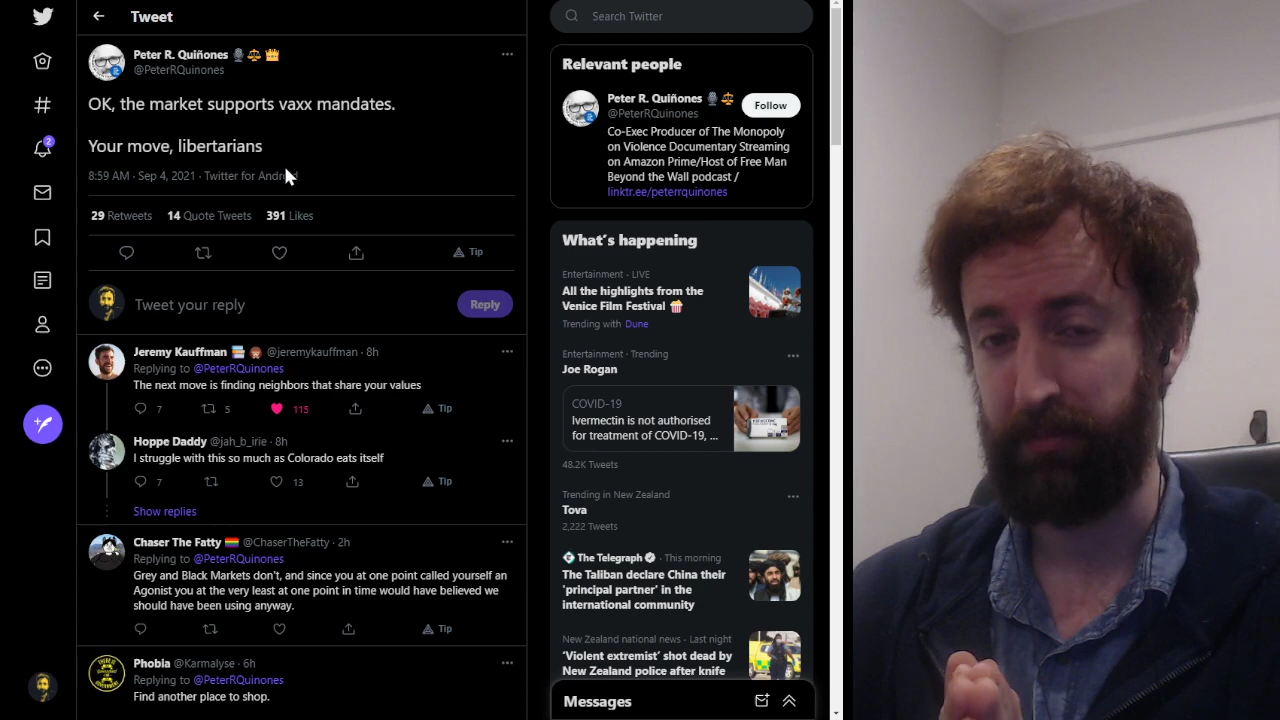 Tweet
Peter R. Quiñones
@PeterRQuinones
OK, the market supports vaxx mandates.
Your move, libertarians
8:59 AM · Sep 4, 2021 · Twitter for Android
29 Retweets 14 Quote Tweets 391 Likes
Tip
Tweet your reply
Reply
Jeremy Kauffman @jeremykauffman · 8h
Replying to @PeterRQuinones
The next move is finding neighbors that share your values
7 5 115 Tip
Hoppe Daddy @jah_b_irie · 8h
I struggle with this so much as Colorado eats itself
7 13 Tip
Show replies
Chaser The Fatty @ChaserTheFatty · 2h
Replying to @PeterRQuinones
Grey and Black Markets don't, and since you at one point called yourself an
Agonist you at the very least at one point in time would have believed we
should have been using anyway.
Tip
Phobia @Karmalyse · 6h
Replying to @PeterRQuinones
Find another place to shop.
2
Search Twitter
Relevant people
Peter R. Quiñones
@PeterRQuinones
Follow
Co-Exec Producer of The Monopoly
on Violence Documentary Streaming
on Amazon Prime/Host of Free Man
Beyond the Wall podcast /
linktr.ee/peterrquinones
What's happening
Entertainment · LIVE
All the highlights from the
Venice Film Festival
Trending with Dune
Entertainment · Trending
Joe Rogan
COVID-19
Ivermectin is not authorised
for treatment of COVID-19, ...
48.2K Tweets
Trending in New Zealand
Tova
2,222 Tweets
The Telegraph · This morning
The Taliban declare China their
'principal partner' in the
international community
New Zealand national news · Last night
'Violent extremist' shot dead by
New Zealand police after knife
Messages